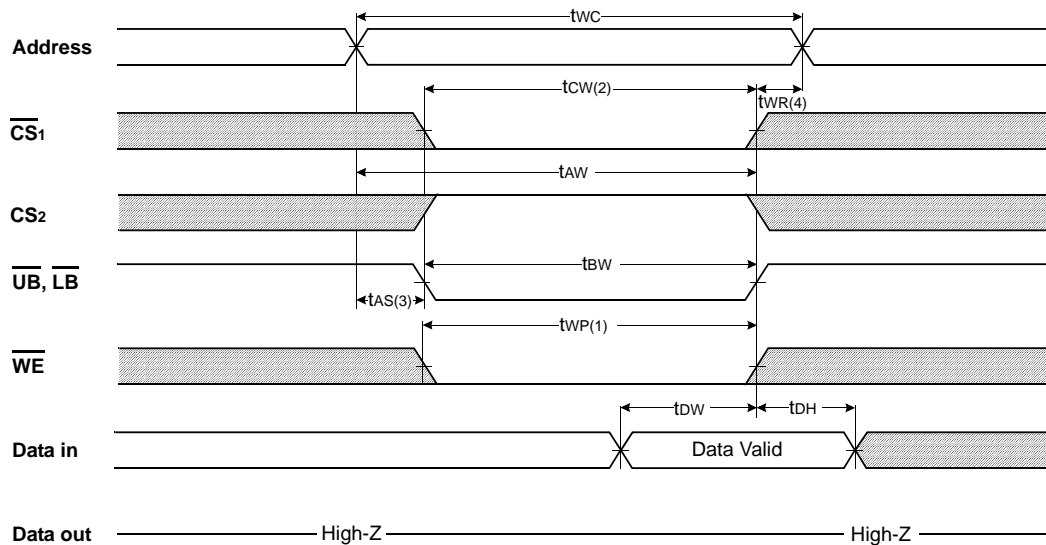 tWC
Address
tCW(2)
tWR(4)
CS1
tAW
CS2
tBW
UB, LB
tAS(3)
tWP(1)
WE
tDW
tDH
Data in
Data Valid
Data out
High-Z
High-Z